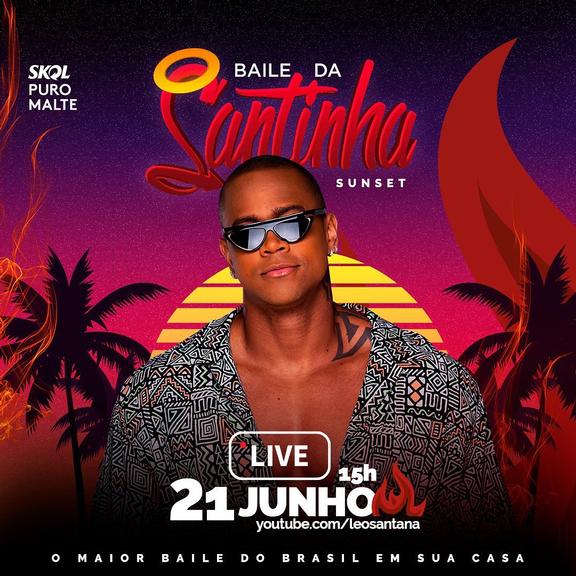 SKOL
PURO
MALTE
BAILE DA
Santinha
SUNSET
LIVE
15h
21 JUNHO
youtube.com/leosantana
O MAIOR BAILE DO BRASIL EM SUA CASA